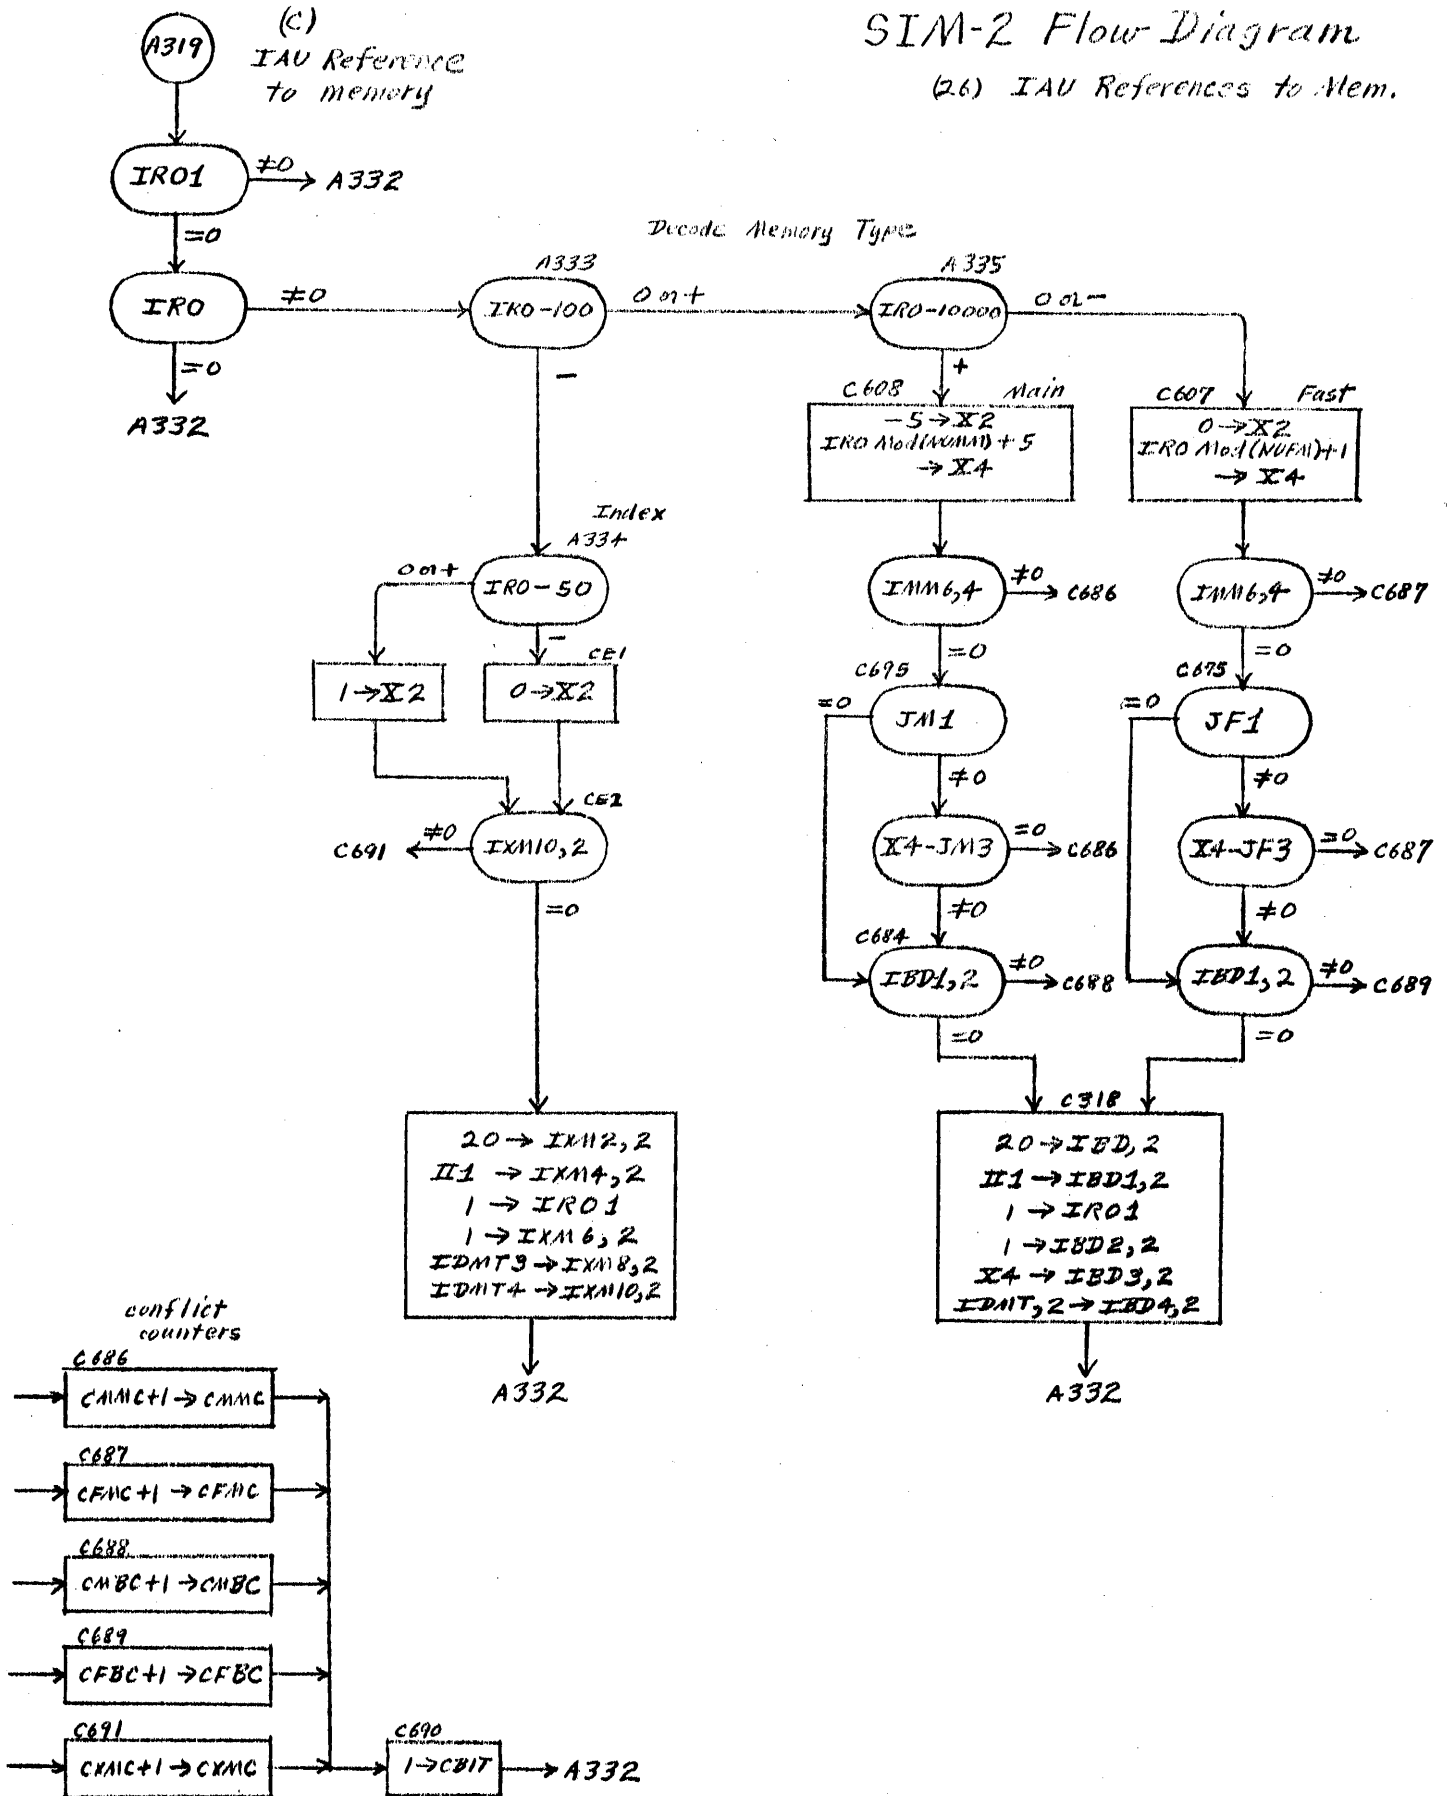 (C)
A319
IAU Reference
to memory
SIM-2 Flow Diagram
(26) IAU References to Mem.
IRO1
≠0
A332
=0
Decode Memory Type
IRO
≠0
A333
IRO-100
0 or +
A335
IRO-10000
0 or -
=0
A332
-
+
C608
Main
-5→X2
IRO Mod(NUMM)+5
→X4
C607
Fast
0→X2
IRO Mod(NUFM)+1
→X4
Index
A334
0 or +
IRO-50
-
IMM6,4
≠0
C686
=0
IMM6,4
≠0
C687
=0
1→X2
CE1
0→X2
C695
=0
JM1
≠0
C675
=0
JF1
≠0
CE2
C691
≠0
IXM10,2
=0
X4-JM3
=0
C686
≠0
X4-JF3
=0
C687
≠0
C684
IBD1,2
≠0
C688
=0
IBD1,2
≠0
C689
=0
20→IXM2,2
II1→IXM4,2
1→IRO1
1→IXM6,2
IDMT3→IXM8,2
IDMT4→IXM10,2
A332
C318
20→IBD,2
II1→IBD1,2
1→IRO1
1→IBD2,2
X4→IBD3,2
IDMT,2→IBD4,2
A332
conflict
counters
C686
CMMC+1→CMMC
C687
CFMC+1→CFMC
C688
CMBC+1→CMBC
C689
CFBC+1→CFBC
C691
CXMC+1→CXMC
C690
1→CBIT
A332